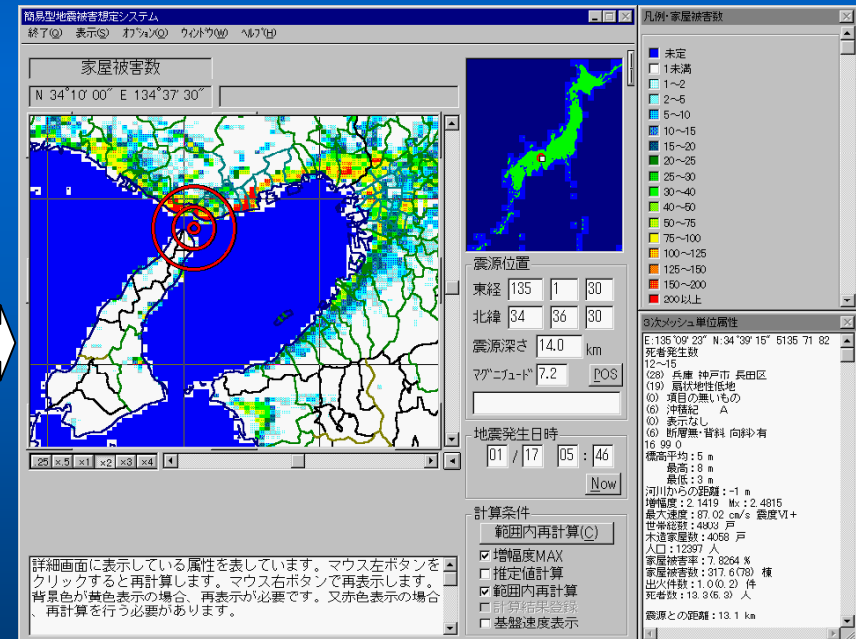 簡易型地震被害想定システム
終了(Q) 表示(S) オプション(O) ウィンドウ(W) ヘルプ(H)
家屋被害数
N 34°10′00″ E 134°37′30″
.25 x.5 x1 x2 x3 x4
詳細画面に表示している属性を表しています。マウス左ボタンを
クリックすると再計算します。マウス右ボタンで再表示します。
背景色が黄色表示の場合、再表示が必要です。又赤色表示の場合
、再計算を行う必要があります。
震源位置
東経 135 1 30
北緯 34 36 30
震源深さ 14.0 km
マグニチュード 7.2 POS
地震発生日時
01 / 17 05 : 46
Now
計算条件
範囲内再計算(C)
増幅度MAX
推定値計算
範囲内再計算
計算結果登録
基盤速度表示
凡例・家屋被害数
未定
1未満
1～2
2～5
5～10
10～15
15～20
20～25
25～30
30～40
40～50
50～75
75～100
100～125
125～150
150～200
200以上
3次メッシュ単位属性
E:135°09′23″ N:34°39′15″ 5135 71 82
死者発生数
12～15
(28) 兵庫 神戸市 長田区
(19) 扇状地性低地
(0) 項目の無いもの
(6) 沖積紀 A
(0) 表示なし
(6) 断層無・背斜 向斜>有
16 99 0
標高平均：5 m
最高：8 m
最低：3 m
河川からの距離：-1 m
増幅度：2.1419 Mx：2.4815
最大速度：87.02 cm/s 震度Ⅵ+
世帯総数：4803 戸
木造家屋数：4058 戸
人口：12397 人
家屋被害率：7.8264 %
家屋被害数：317.6(78) 棟
出火件数：1.0(0.2) 件
死者数：13.3(6.3) 人
震源との距離：13.1 km